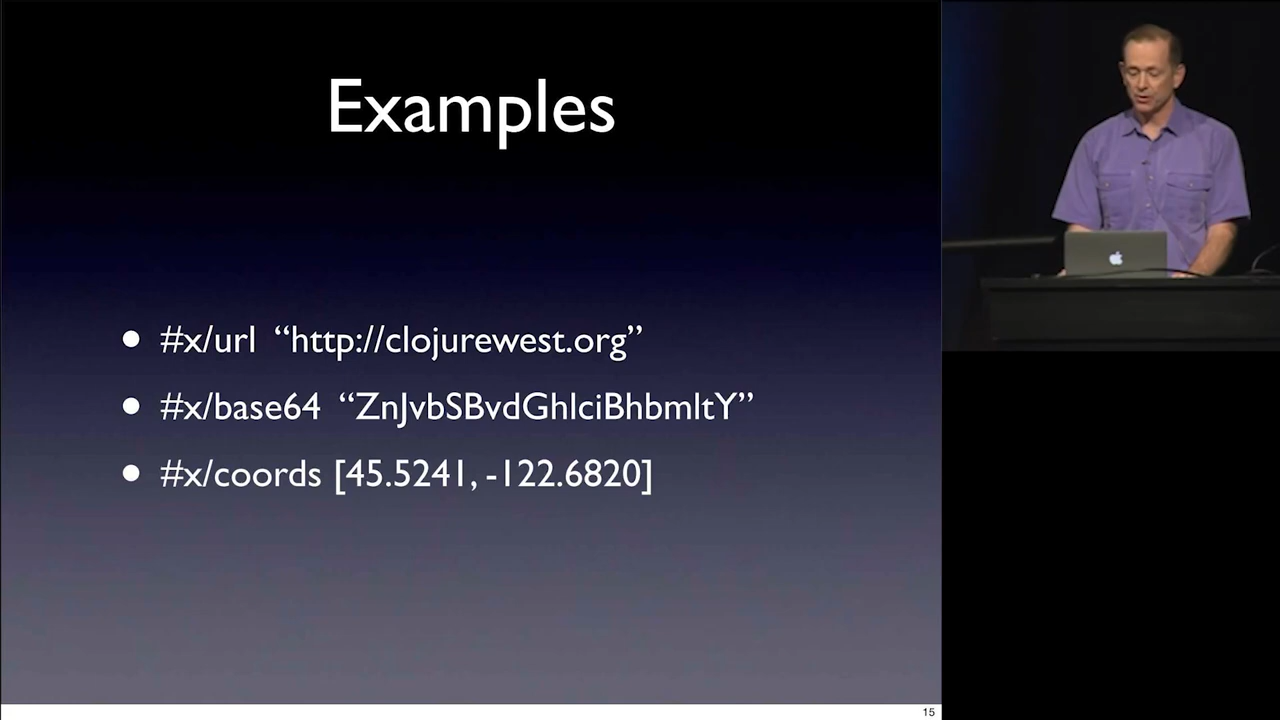 Examples
• #x/url “http://clojurewest.org”
• #x/base64 “ZnJvbSBvdGhlciBhbmltY”
• #x/coords [45.5241, -122.6820]
15